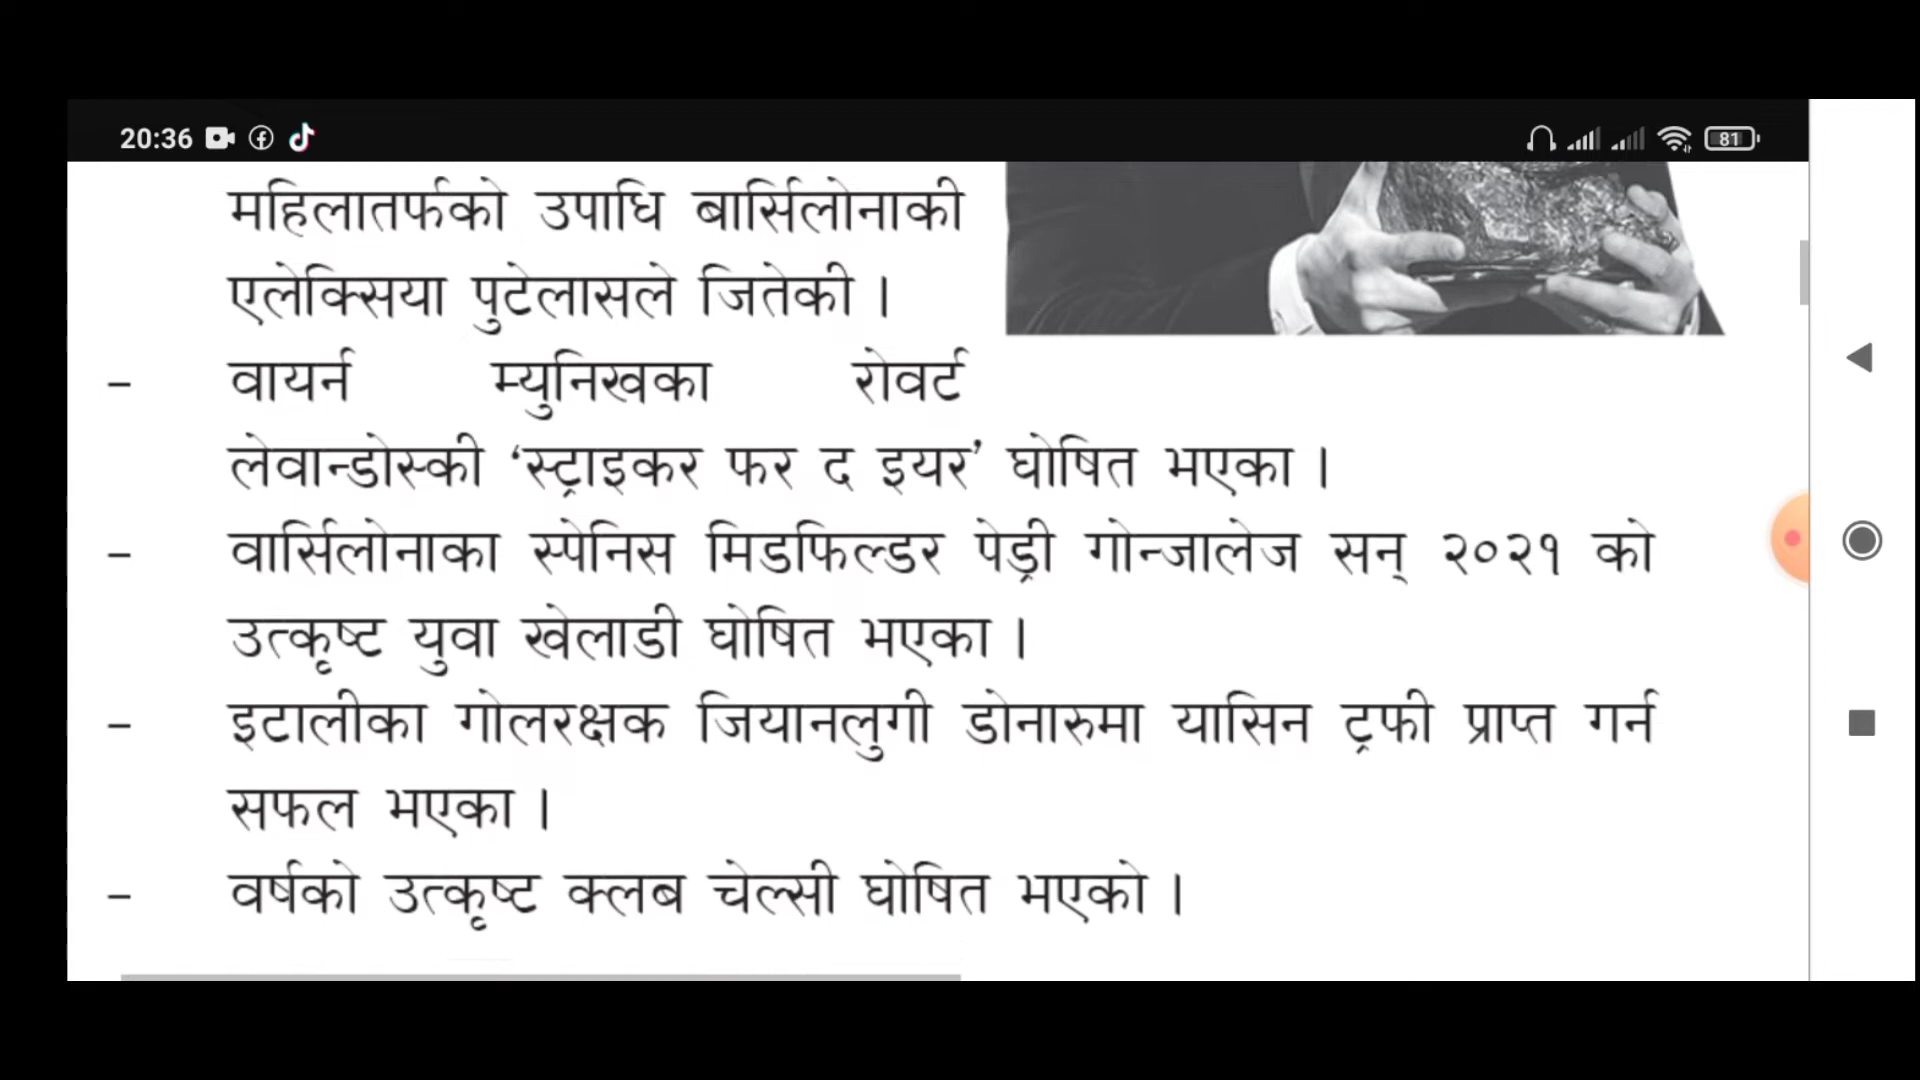 20:36
81
महिलातर्फको उपाधि बार्सिलोनाकी
एलेक्सिया पुटेलासले जितेकी ।
– वायर्न म्युनिखका रोवर्ट
लेवान्डोस्की ‘स्ट्राइकर फर द इयर’ घोषित भएका ।
– वार्सिलोनाका स्पेनिस मिडफिल्डर पेड्री गोन्जालेज सन् २०२१ को
उत्कृष्ट युवा खेलाडी घोषित भएका ।
– इटालीका गोलरक्षक जियानलुगी डोनारुमा यासिन ट्रफी प्राप्त गर्न
सफल भएका ।
– वर्षको उत्कृष्ट क्लब चेल्सी घोषित भएको ।